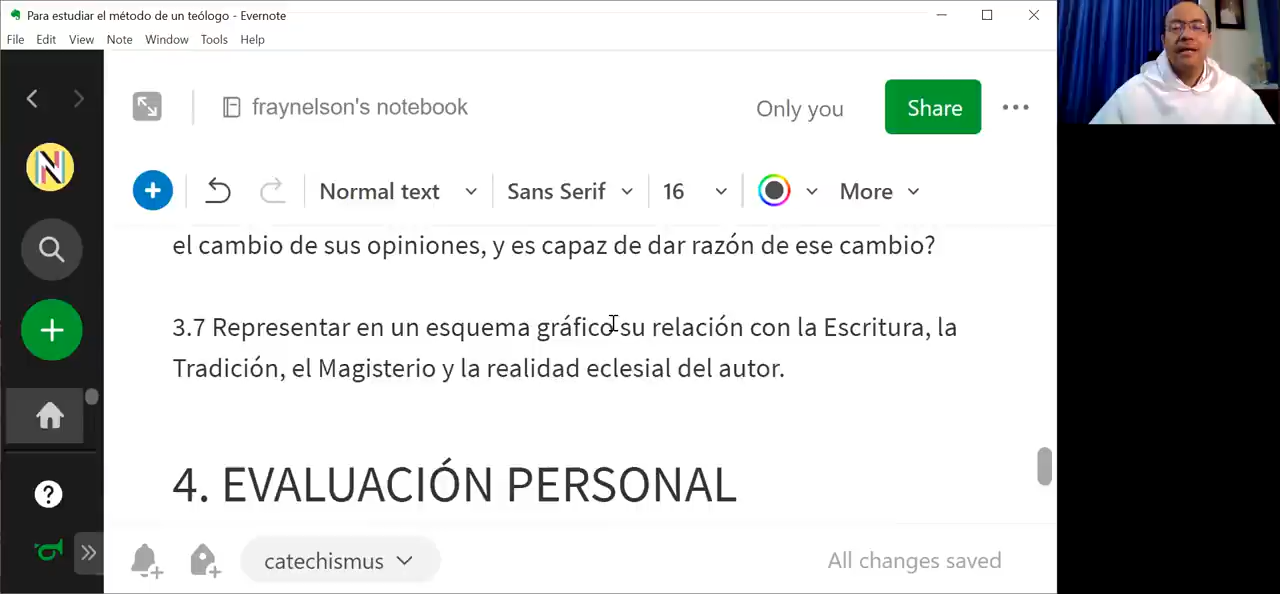 Para estudiar el método de un teólogo - Evernote
File Edit View Note Window Tools Help
fraynelson's notebook
Only you
Share
Normal text
Sans Serif
16
More
el cambio de sus opiniones, y es capaz de dar razón de ese cambio?
3.7 Representar en un esquema gráfico su relación con la Escritura, la
Tradición, el Magisterio y la realidad eclesial del autor.
4. EVALUACIÓN PERSONAL
catechismus
All changes saved